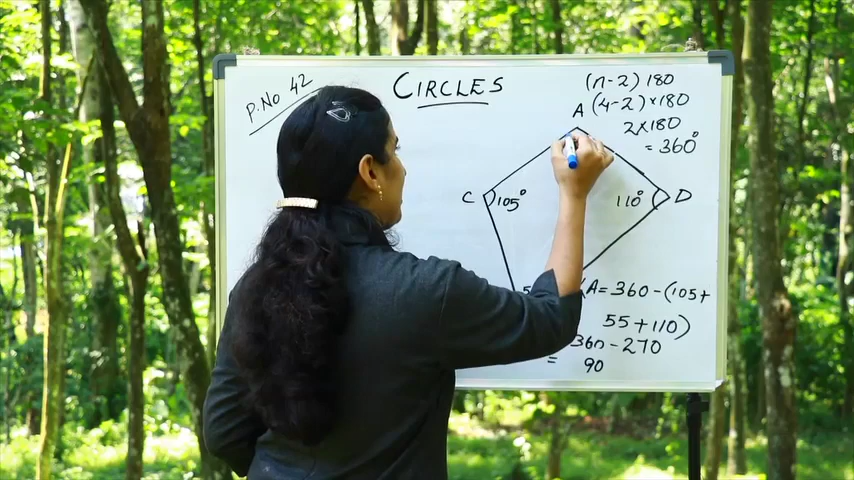 P.NO 42
CIRCLES
(n-2) 180
(4-2)×180
2×180
= 360°
A
C
105°
110°
D
5
A = 360 - (105+
55 + 110)
360 - 270
= 90